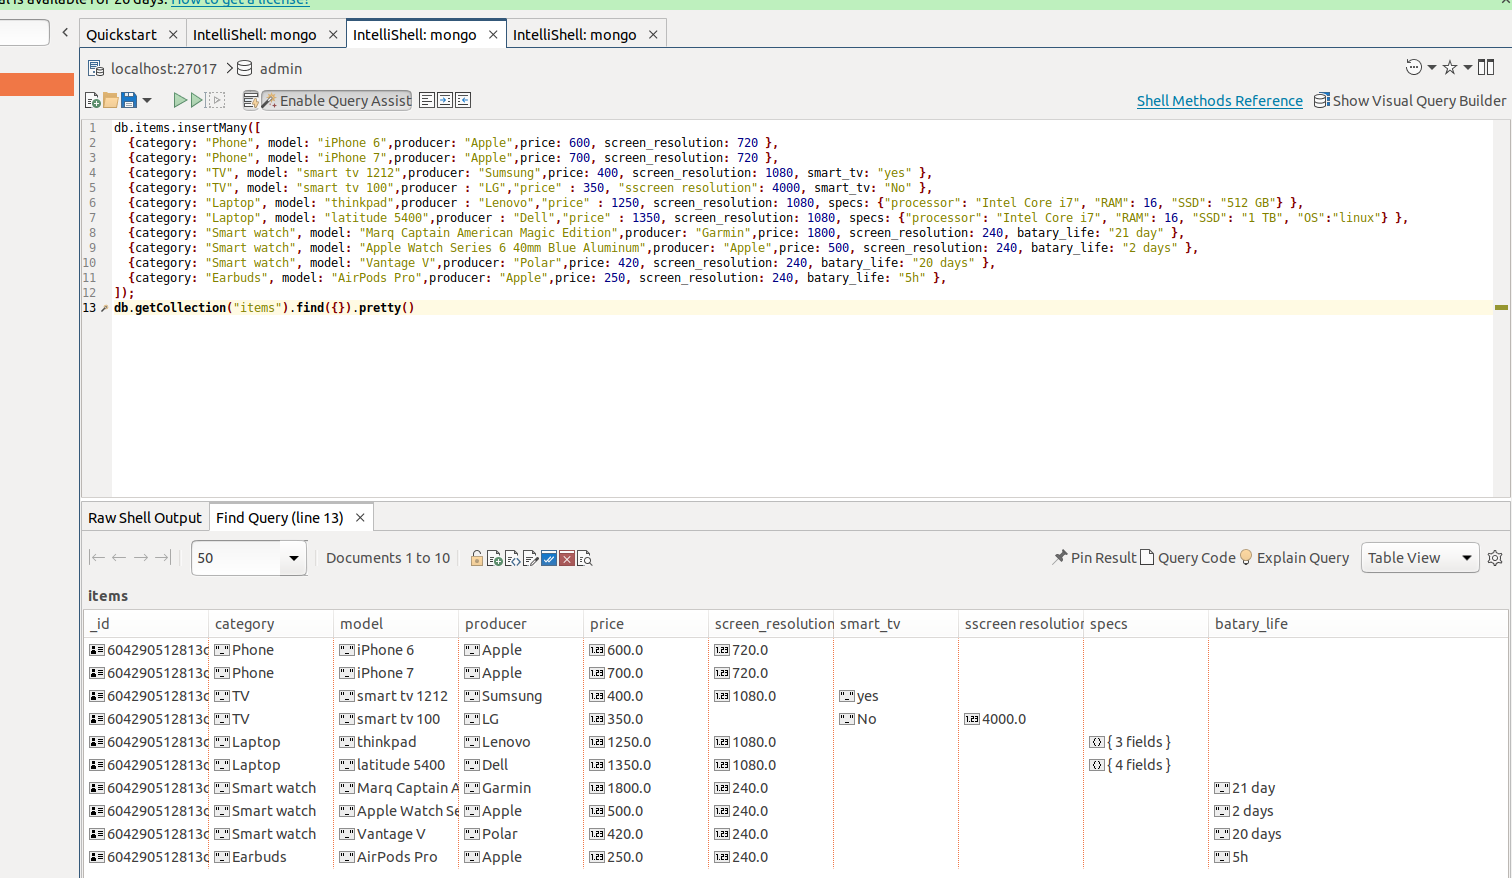 al is available for 26 days. How to get a license?
Quickstart
IntelliShell: mongo
IntelliShell: mongo
IntelliShell: mongo
localhost:27017
admin
Enable Query Assist
Shell Methods Reference
Show Visual Query Builder
1 db.items.insertMany([
2 {category: "Phone", model: "iPhone 6",producer: "Apple",price: 600, screen_resolution: 720 },
3 {category: "Phone", model: "iPhone 7",producer: "Apple",price: 700, screen_resolution: 720 },
4 {category: "TV", model: "smart tv 1212",producer: "Sumsung",price: 400, screen_resolution: 1080, smart_tv: "yes" },
5 {category: "TV", model: "smart tv 100",producer : "LG","price" : 350, "sscreen resolution": 4000, smart_tv: "No" },
6 {category: "Laptop", model: "thinkpad",producer : "Lenovo","price" : 1250, screen_resolution: 1080, specs: {"processor": "Intel Core i7", "RAM": 16, "SSD": "512 GB"} },
7 {category: "Laptop", model: "latitude 5400",producer : "Dell","price" : 1350, screen_resolution: 1080, specs: {"processor": "Intel Core i7", "RAM": 16, "SSD": "1 TB", "OS":"linux"} },
8 {category: "Smart watch", model: "Marq Captain American Magic Edition",producer: "Garmin",price: 1800, screen_resolution: 240, batary_life: "21 day" },
9 {category: "Smart watch", model: "Apple Watch Series 6 40mm Blue Aluminum",producer: "Apple",price: 500, screen_resolution: 240, batary_life: "2 days" },
10 {category: "Smart watch", model: "Vantage V",producer: "Polar",price: 420, screen_resolution: 240, batary_life: "20 days" },
11 {category: "Earbuds", model: "AirPods Pro",producer: "Apple",price: 250, screen_resolution: 240, batary_life: "5h" },
12 ]);
13 db.getCollection("items").find({}).pretty()
Raw Shell Output
Find Query (line 13)
50
Documents 1 to 10
Pin Result
Query Code
Explain Query
Table View
items
_id category model producer price screen_resolution smart_tv sscreen resolution specs batary_life
604290512813c Phone iPhone 6 Apple 600.0 720.0
604290512813c Phone iPhone 7 Apple 700.0 720.0
604290512813c TV smart tv 1212 Sumsung 400.0 1080.0 yes
604290512813c TV smart tv 100 LG 350.0 No 4000.0
604290512813c Laptop thinkpad Lenovo 1250.0 1080.0 { 3 fields }
604290512813c Laptop latitude 5400 Dell 1350.0 1080.0 { 4 fields }
604290512813c Smart watch Marq Captain A Garmin 1800.0 240.0 21 day
604290512813c Smart watch Apple Watch Se Apple 500.0 240.0 2 days
604290512813c Smart watch Vantage V Polar 420.0 240.0 20 days
604290512813c Earbuds AirPods Pro Apple 250.0 240.0 5h